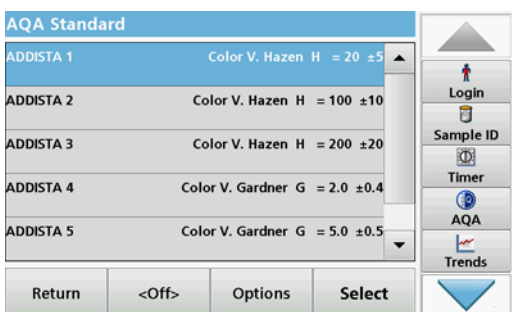 AQA Standard
ADDISTA 1 Color V. Hazen H = 20 ±5
ADDISTA 2 Color V. Hazen H = 100 ±10
ADDISTA 3 Color V. Hazen H = 200 ±20
ADDISTA 4 Color V. Gardner G = 2.0 ±0.4
ADDISTA 5 Color V. Gardner G = 5.0 ±0.5
Return <Off> Options Select
Login
Sample ID
Timer
AQA
Trends